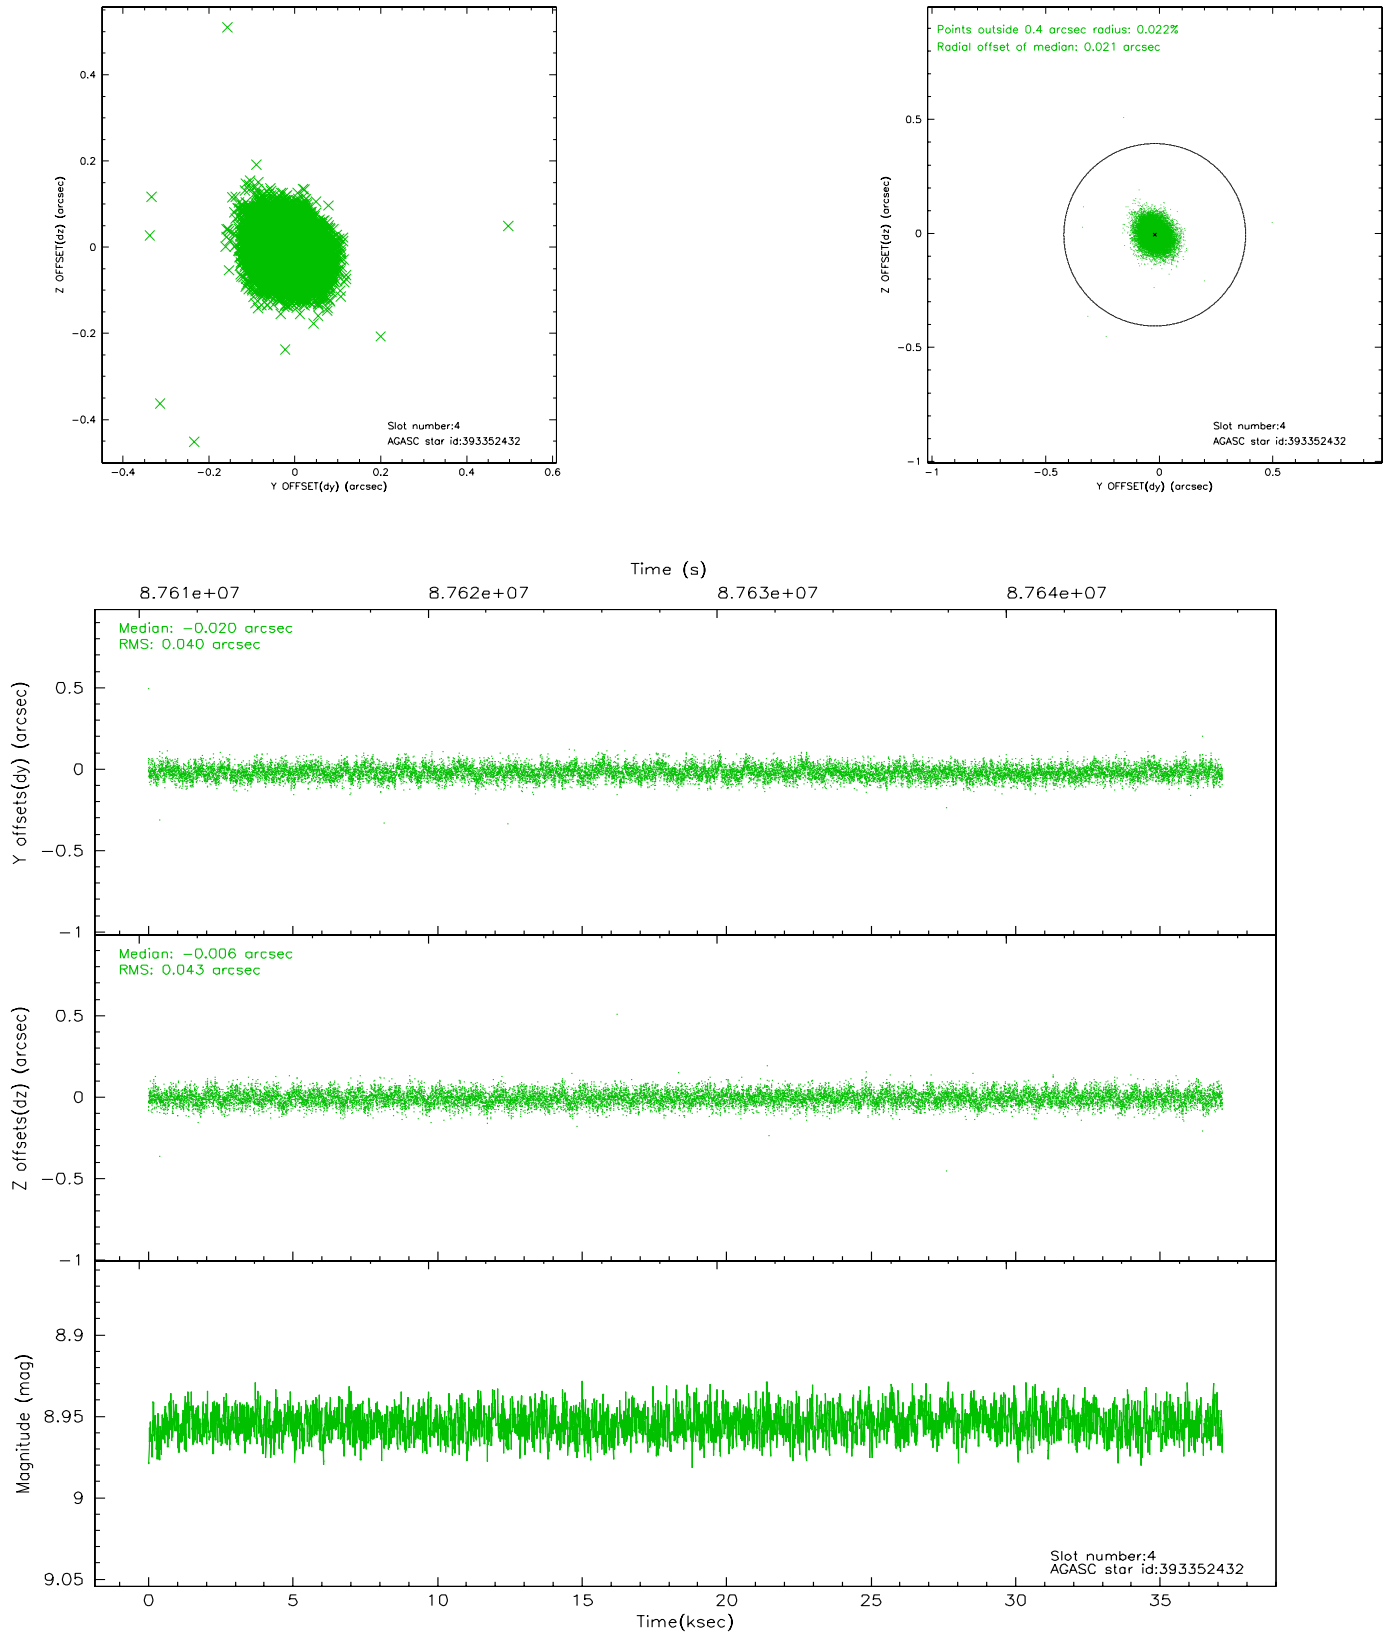 0.4
0.2
0
−0.2
−0.4
Z OFFSET(dz) (arcsec)
Slot number:4
AGASC star id:393352432
−0.4 −0.2 0 0.2 0.4 0.6
Y OFFSET(dy) (arcsec)
Points outside 0.4 arcsec radius: 0.022%
Radial offset of median: 0.021 arcsec
0.5
0
−0.5
−1
Z OFFSET(dz) (arcsec)
Slot number:4
AGASC star id:393352432
−1 −0.5 0 0.5
Y OFFSET(dy) (arcsec)
Time (s)
8.761e+07 8.762e+07 8.763e+07 8.764e+07
Median: −0.020 arcsec
RMS: 0.040 arcsec
0.5
0
−0.5
−1
Y offsets(dy) (arcsec)
Median: −0.006 arcsec
RMS: 0.043 arcsec
0.5
0
−0.5
−1
Z offsets(dz) (arcsec)
8.9
8.95
9
9.05
Magnitude (mag)
Slot number:4
AGASC star id:393352432
0 5 10 15 20 25 30 35
Time(ksec)